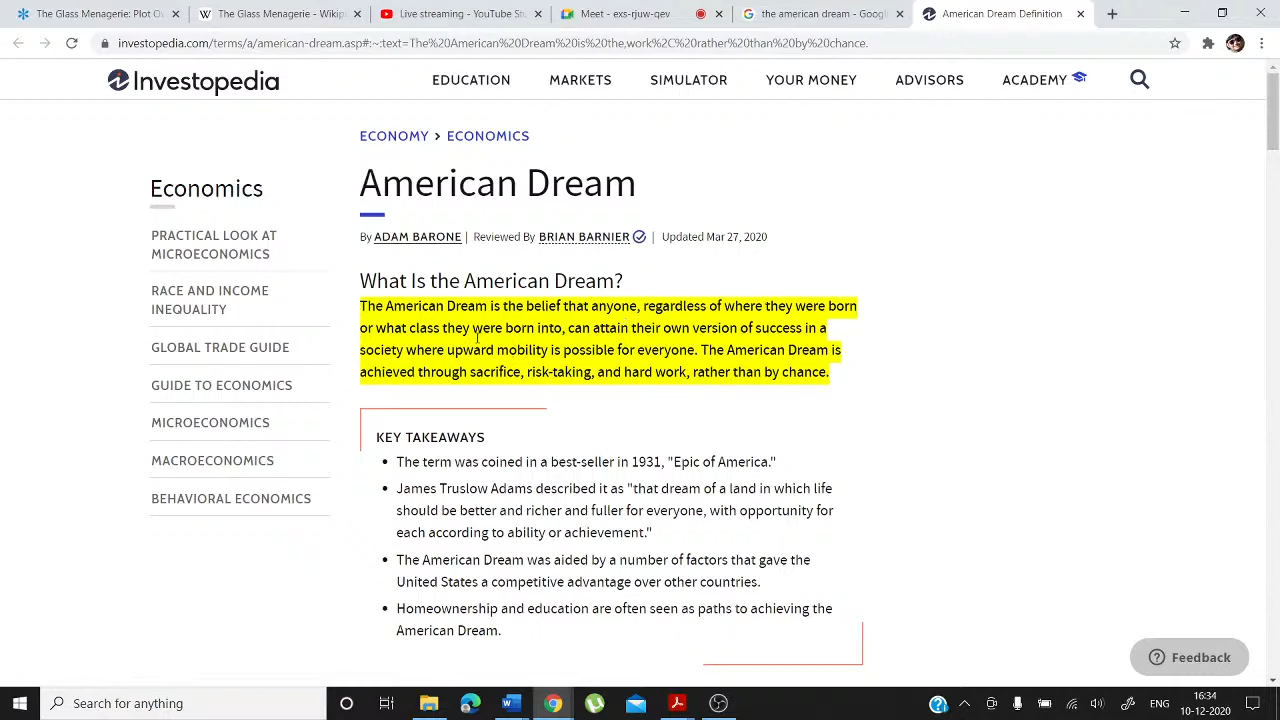 The Glass Menagerie: Plot Ov
The Glass Menagerie - Wikipe
Live streaming - YouTube Stu
Meet - exs-rjuw-qev
the americandream - Google
American Dream Definition
investopedia.com/terms/a/american-dream.asp#:~:text=The%20American%20Dream%20is%20the,work%2C%20rather%20than%20by%20chance.
Investopedia
EDUCATION MARKETS SIMULATOR YOUR MONEY ADVISORS ACADEMY
ECONOMY > ECONOMICS
American Dream
By ADAM BARONE | Reviewed By BRIAN BARNIER | Updated Mar 27, 2020
Economics
PRACTICAL LOOK AT
MICROECONOMICS
RACE AND INCOME
INEQUALITY
GLOBAL TRADE GUIDE
GUIDE TO ECONOMICS
MICROECONOMICS
MACROECONOMICS
BEHAVIORAL ECONOMICS
What Is the American Dream?
The American Dream is the belief that anyone, regardless of where they were born
or what class they were born into, can attain their own version of success in a
society where upward mobility is possible for everyone. The American Dream is
achieved through sacrifice, risk-taking, and hard work, rather than by chance.
KEY TAKEAWAYS
• The term was coined in a best-seller in 1931, "Epic of America."
• James Truslow Adams described it as "that dream of a land in which life
should be better and richer and fuller for everyone, with opportunity for
each according to ability or achievement."
• The American Dream was aided by a number of factors that gave the
United States a competitive advantage over other countries.
• Homeownership and education are often seen as paths to achieving the
American Dream.
Feedback
Search for anything
16:34
10-12-2020